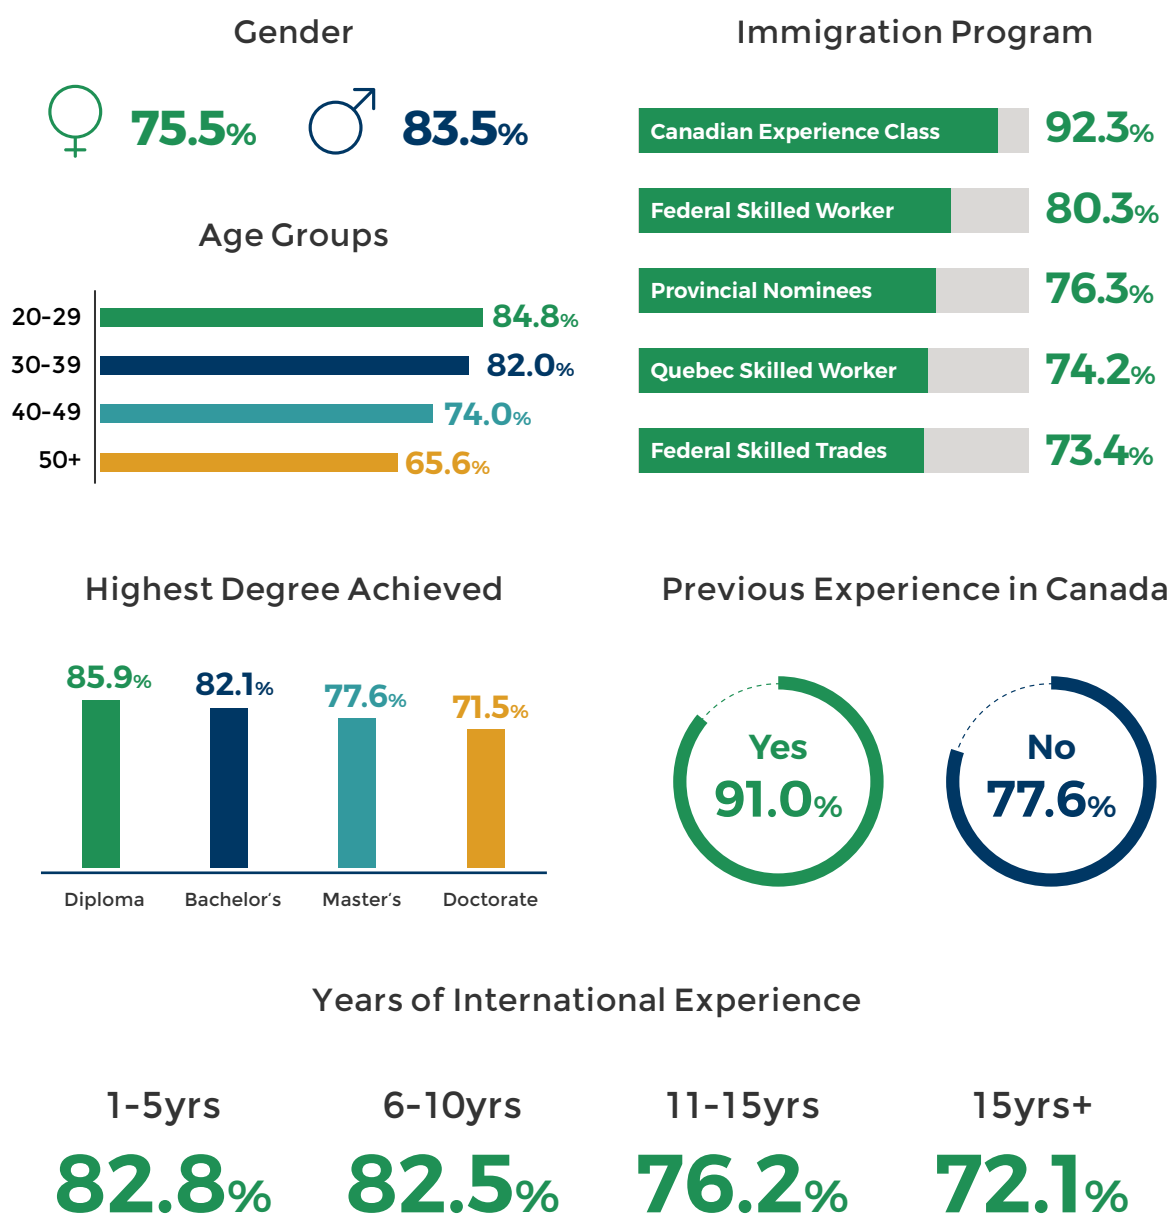 Gender
75.5%
83.5%
Age Groups
20-29
84.8%
30-39
82.0%
40-49
74.0%
50+
65.6%
Immigration Program
Canadian Experience Class
92.3%
Federal Skilled Worker
80.3%
Provincial Nominees
76.3%
Quebec Skilled Worker
74.2%
Federal Skilled Trades
73.4%
Highest Degree Achieved
85.9%
82.1%
77.6%
71.5%
Diploma
Bachelor's
Master's
Doctorate
Previous Experience in Canada
Yes
91.0%
No
77.6%
Years of International Experience
1-5yrs
82.8%
6-10yrs
82.5%
11-15yrs
76.2%
15yrs+
72.1%